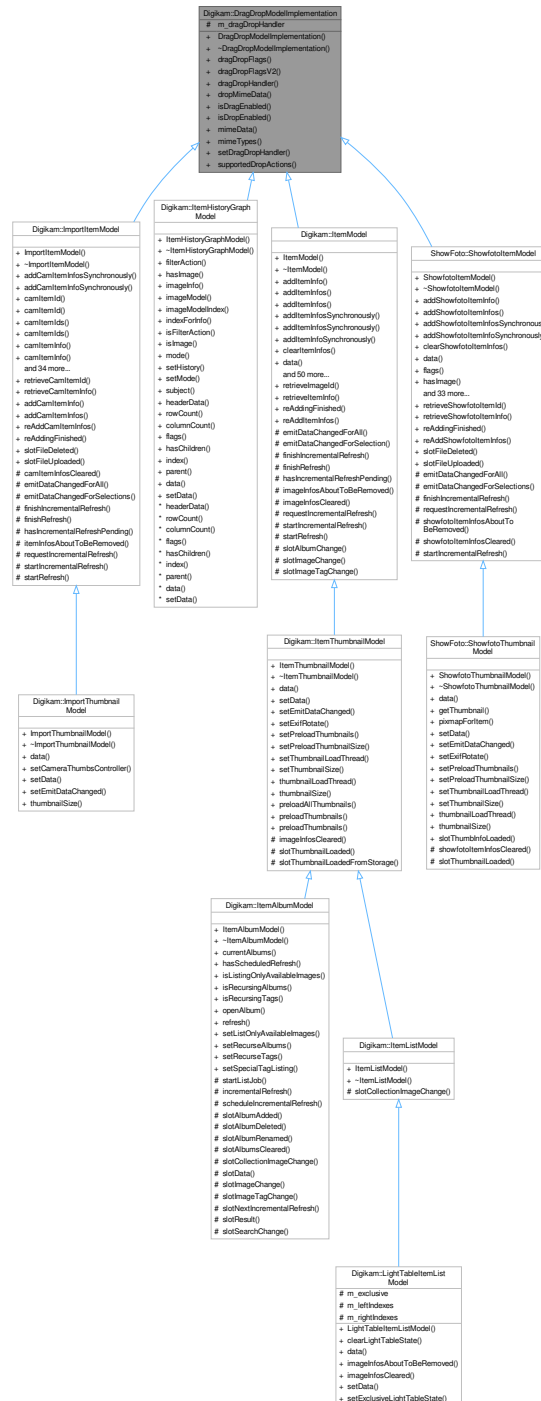 Digikam::DragDropModelImplementation
# m_dragDropHandler
+ DragDropModelImplementation()
+ ~DragDropModelImplementation()
+ dragDropFlags()
+ dragDropFlagsV2()
+ dragDropHandler()
+ dropMimeData()
+ isDragEnabled()
+ isDropEnabled()
+ mimeData()
+ mimeTypes()
+ setDragDropHandler()
+ supportedDropActions()
Digikam::ImportItemModel
+ ImportItemModel()
+ ~ImportItemModel()
+ addCamItemInfosSynchronously()
+ addCamItemInfoSynchronously()
+ camItemId()
+ camItemId()
+ camItemIds()
+ camItemIds()
+ camItemInfo()
+ camItemInfo()
and 34 more...
+ retrieveCamItemId()
+ retrieveCamItemInfo()
+ addCamItemInfo()
+ addCamItemInfos()
+ reAddCamItemInfos()
+ reAddingFinished()
+ slotFileDeleted()
+ slotFileUploaded()
# camItemInfosCleared()
# emitDataChangedForAll()
# emitDataChangedForSelections()
# finishIncrementalRefresh()
# finishRefresh()
# hasIncrementalRefreshPending()
# itemInfosAboutToBeRemoved()
# requestIncrementalRefresh()
# startIncrementalRefresh()
# startRefresh()
Digikam::ItemHistoryGraph
Model
+ ItemHistoryGraphModel()
+ ~ItemHistoryGraphModel()
+ filterAction()
+ hasImage()
+ imageInfo()
+ imageModel()
+ imageModelIndex()
+ indexForInfo()
+ isFilterAction()
+ isImage()
+ mode()
+ setHistory()
+ setMode()
+ subject()
+ headerData()
+ rowCount()
+ columnCount()
+ flags()
+ hasChildren()
+ index()
+ parent()
+ data()
+ setData()
* headerData()
* rowCount()
* columnCount()
* flags()
* hasChildren()
* index()
* parent()
* data()
* setData()
Digikam::ItemModel
+ ItemModel()
+ ~ItemModel()
+ addItemInfo()
+ addItemInfos()
+ addItemInfos()
+ addItemInfosSynchronously()
+ addItemInfoSynchronously()
+ addItemInfoSynchronously()
+ clearItemInfos()
+ data()
and 50 more...
+ retrieveImageId()
+ retrieveItemInfo()
+ reAddingFinished()
+ reAddItemInfos()
# emitDataChangedForAll()
# emitDataChangedForSelection()
# finishIncrementalRefresh()
# finishRefresh()
# hasIncrementalRefreshPending()
# imageInfosAboutToBeRemoved()
# imageInfosCleared()
# requestIncrementalRefresh()
# startIncrementalRefresh()
# startRefresh()
# slotAlbumChange()
# slotImageChange()
# slotImageTagChange()
ShowFoto::ShowfotoItemModel
+ ShowfotoItemModel()
+ ~ShowfotoItemModel()
+ addShowfotoItemInfo()
+ addShowfotoItemInfos()
+ addShowfotoItemInfosSynchronous
+ addShowfotoItemInfoSynchronous
+ clearShowfotoItemInfos()
+ data()
+ flags()
+ hasImage()
and 33 more...
+ retrieveShowfotoItemId()
+ retrieveShowfotoItemInfo()
+ reAddingFinished()
+ reAddShowfotoItemInfos()
+ slotFileDeleted()
+ slotFileUploaded()
# emitDataChangedForAll()
# emitDataChangedForSelections()
# finishIncrementalRefresh()
# requestIncrementalRefresh()
# showfotoItemInfosAboutTo
BeRemoved()
# showfotoItemInfosCleared()
# startIncrementalRefresh()
Digikam::ImportThumbnail
Model
+ ImportThumbnailModel()
+ ~ImportThumbnailModel()
+ data()
+ setCameraThumbsController()
+ setData()
+ setEmitDataChanged()
+ thumbnailSize()
Digikam::ItemThumbnailModel
+ ItemThumbnailModel()
+ ~ItemThumbnailModel()
+ data()
+ setData()
+ setEmitDataChanged()
+ setExifRotate()
+ setPreloadThumbnails()
+ setPreloadThumbnailSize()
+ setThumbnailLoadThread()
+ setThumbnailSize()
+ thumbnailLoadThread()
+ thumbnailSize()
+ preloadAllThumbnails()
+ preloadThumbnails()
+ preloadThumbnails()
# imageInfosCleared()
# slotThumbnailLoaded()
# slotThumbnailLoadedFromStorage()
ShowFoto::ShowfotoThumbnail
Model
+ ShowfotoThumbnailModel()
+ ~ShowfotoThumbnailModel()
+ data()
+ getThumbnail()
+ pixmapForItem()
+ setData()
+ setEmitDataChanged()
+ setExifRotate()
+ setPreloadThumbnails()
+ setPreloadThumbnailSize()
+ setThumbnailLoadThread()
+ setThumbnailSize()
+ thumbnailLoadThread()
+ thumbnailSize()
# slotThumbInfoLoaded()
# showfotoItemInfosCleared()
# slotThumbnailLoaded()
Digikam::ItemAlbumModel
+ ItemAlbumModel()
+ ~ItemAlbumModel()
+ currentAlbums()
+ hasScheduledRefresh()
+ isListingOnlyAvailableImages()
+ isRecursingAlbums()
+ isRecursingTags()
+ openAlbum()
+ refresh()
+ setListOnlyAvailableImages()
+ setRecurseAlbums()
+ setRecurseTags()
+ setSpecialTagListing()
# startListJob()
# incrementalRefresh()
# scheduleIncrementalRefresh()
# slotAlbumAdded()
# slotAlbumDeleted()
# slotAlbumRenamed()
# slotAlbumsCleared()
# slotCollectionImageChange()
# slotData()
# slotImageChange()
# slotImageTagChange()
# slotNextIncrementalRefresh()
# slotResult()
# slotSearchChange()
Digikam::ItemListModel
+ ItemListModel()
+ ~ItemListModel()
# slotCollectionImageChange()
Digikam::LightTableItemList
Model
# m_exclusive
# m_leftIndexes
# m_rightIndexes
+ LightTableItemListModel()
+ clearLightTableState()
+ data()
+ imageInfosAboutToBeRemoved()
+ imageInfosCleared()
+ setData()
+ setExclusiveLightTableState()